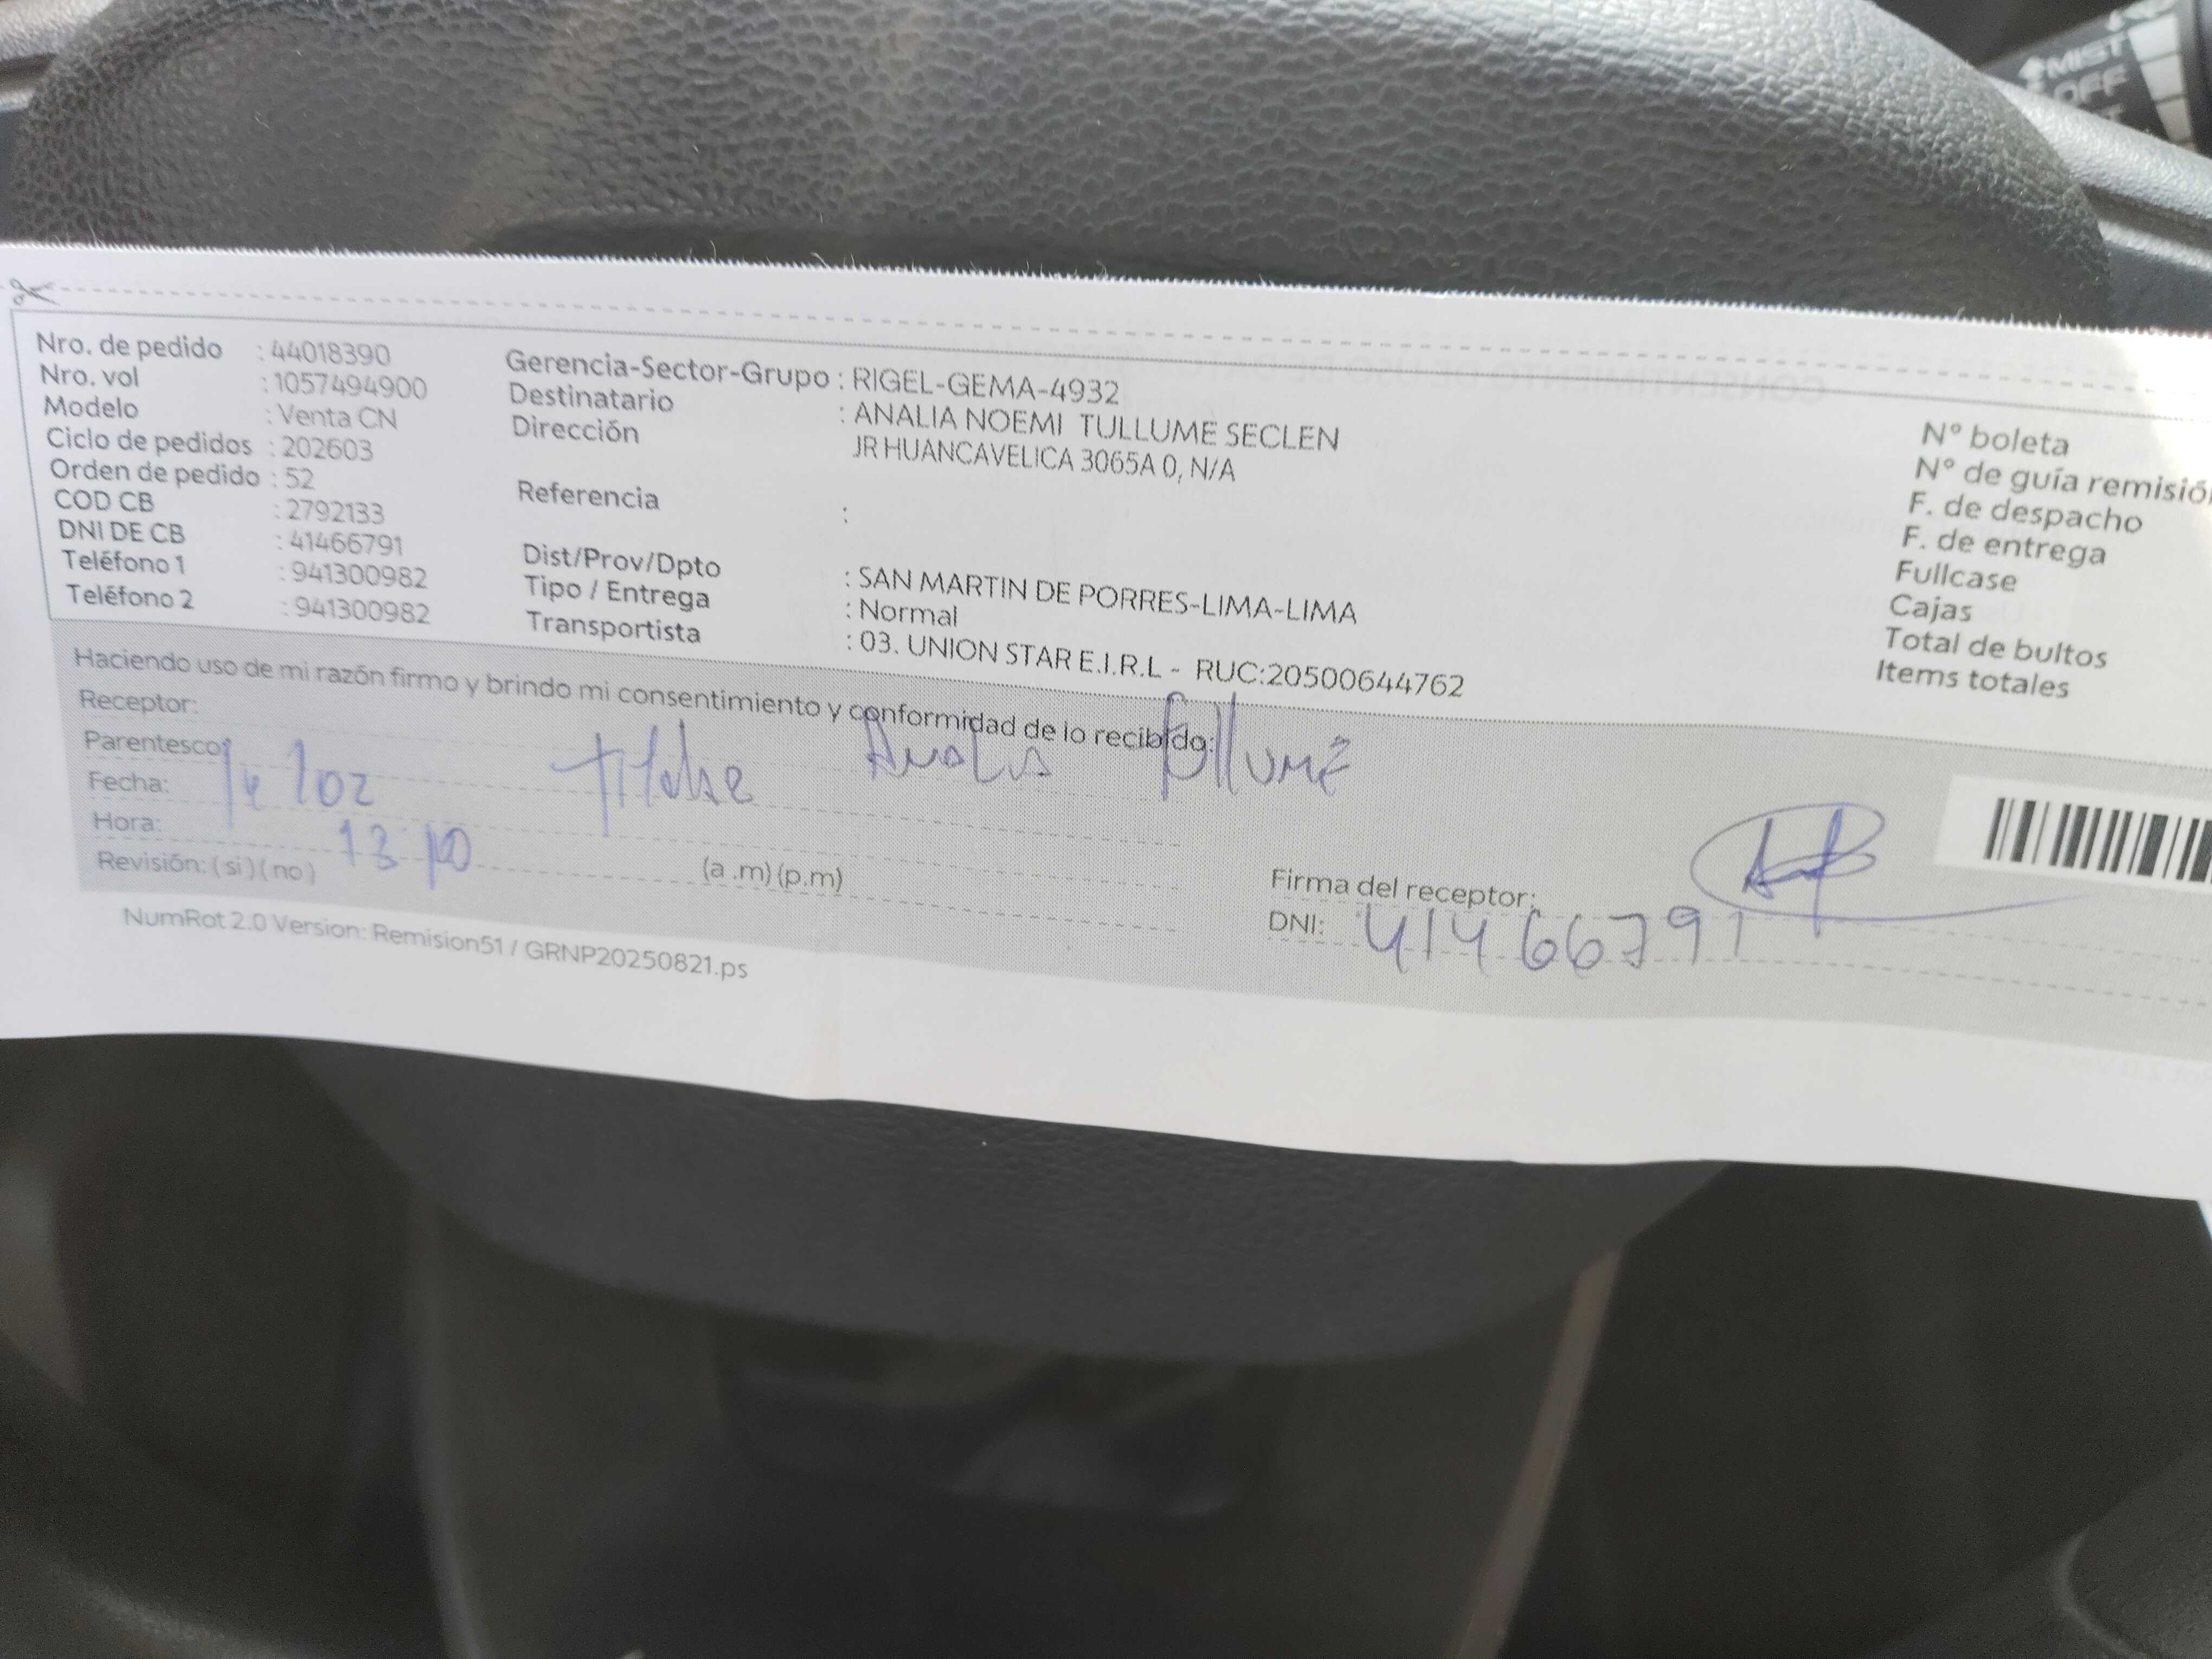 Nro. de pedido : 44018390
Nro. vol : 1057494900
Modelo : Venta CN
Ciclo de pedidos : 202603
Orden de pedido : 52
COD CB : 2792133
DNI DE CB : 41466791
Teléfono 1 : 941300982
Teléfono 2 : 941300982
Gerencia-Sector-Grupo : RIGEL-GEMA-4932
Destinatario : ANALIA NOEMI TULLUME SECLEN
Dirección JR HUANCAVELICA 3065A 0, N/A
Referencia :
Dist/Prov/Dpto : SAN MARTIN DE PORRES-LIMA-LIMA
Tipo / Entrega : Normal
Transportista : 03. UNION STAR E.I.R.L - RUC:20500644762
N° boleta
N° de guía remisió
F. de despacho
F. de entrega
Fullcase
Cajas
Total de bultos
Items totales
Haciendo uso de mi razón firmo y brindo mi consentimiento y conformidad de lo recibido:
Receptor: Analia Tullume
Parentesco:
Fecha: 14/02
Hora: 13:10 (a .m) (p.m)
Revisión: ( si ) ( no )
Firma del receptor:
DNI: 41466791
NumRot 2.0 Version: Remision51 / GRNP20250821.ps
MIST
OFF